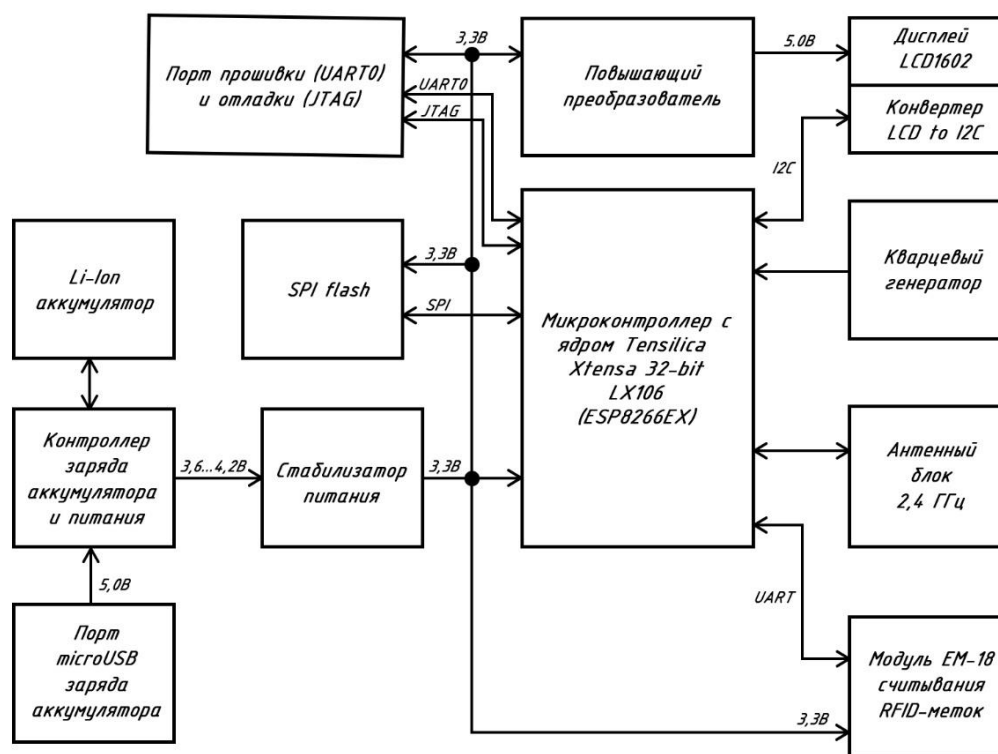 Порт прошивки (UART0)
и отладки (JTAG)
3,3В
UART0
JTAG
Повышающий
преобразователь
5.0В
Дисплей
LCD1602
Конвертер
LCD to I2C
I2C
Li-Ion
аккумулятор
SPI flash
3,3В
SPI
Микроконтроллер с
ядром Tensilica
Xtensa 32-bit
LX106
(ESP8266EX)
Кварцевый
генератор
Контроллер
заряда
аккумулятора
и питания
3,6...4,2В
Стабилизатор
питания
3,3В
Антенный
блок
2,4 ГГц
5,0В
Порт
microUSB
заряда
аккумулятора
UART
Модуль EM-18
считывания
RFID-меток
3,3В